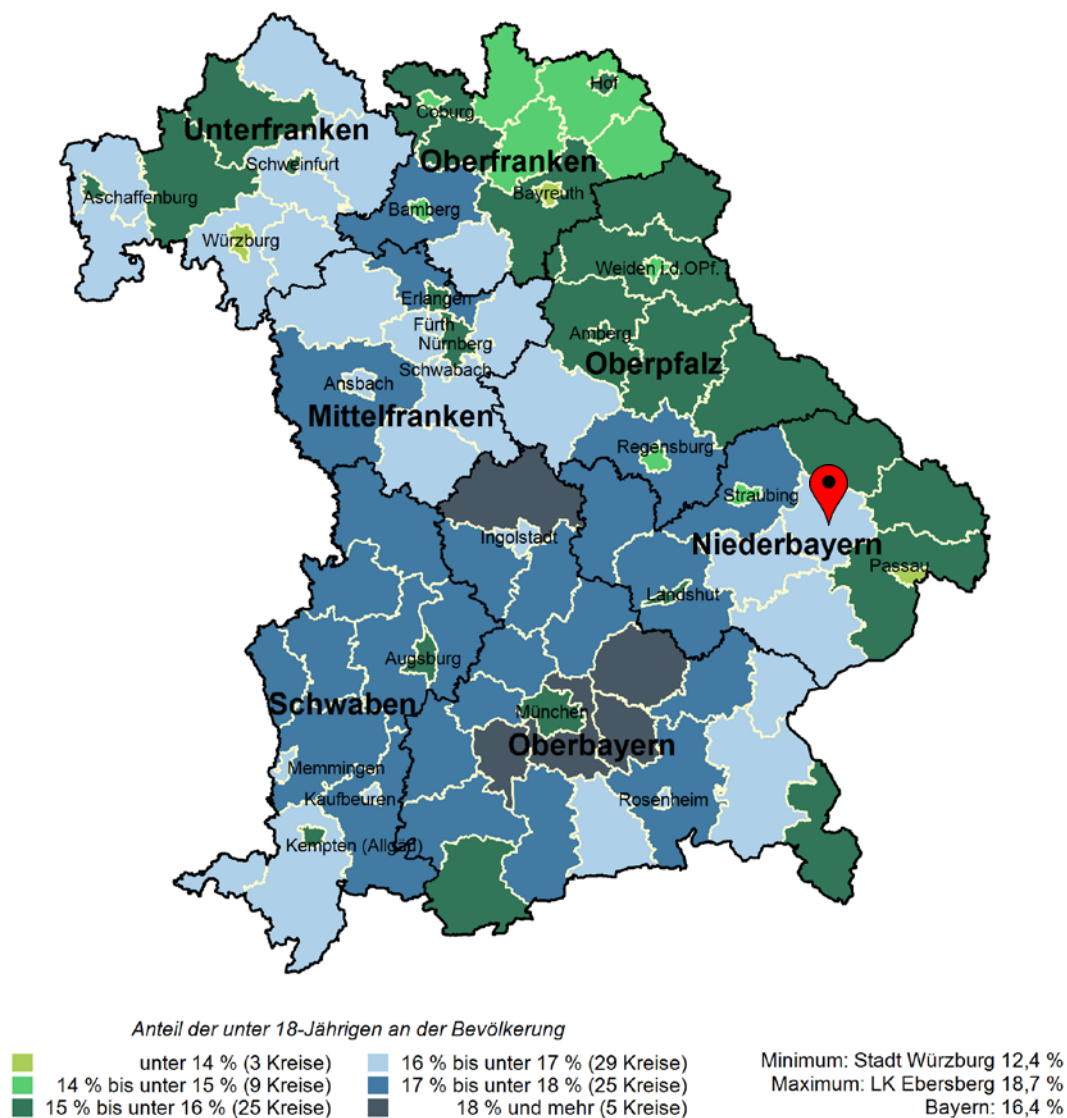 Hof
Coburg
Unterfranken
Oberfranken
Schweinfurt
Aschaffenburg
Bayreuth
Bamberg
Würzburg
Weiden i.d.OPf.
Erlangen
Fürth
Amberg
Nürnberg
Oberpfalz
Schwabach
Ansbach
Mittelfranken
Regensburg
Straubing
Ingolstadt
Niederbayern
Passau
Landshut
Augsburg
Schwaben
München
Oberbayern
Memmingen
Kaufbeuren
Rosenheim
Kempten (Allgäu)
Anteil der unter 18-Jährigen an der Bevölkerung
unter 14 % (3 Kreise)
14 % bis unter 15 % (9 Kreise)
15 % bis unter 16 % (25 Kreise)
16 % bis unter 17 % (29 Kreise)
17 % bis unter 18 % (25 Kreise)
18 % und mehr (5 Kreise)
Minimum: Stadt Würzburg 12,4 %
Maximum: LK Ebersberg 18,7 %
Bayern: 16,4 %